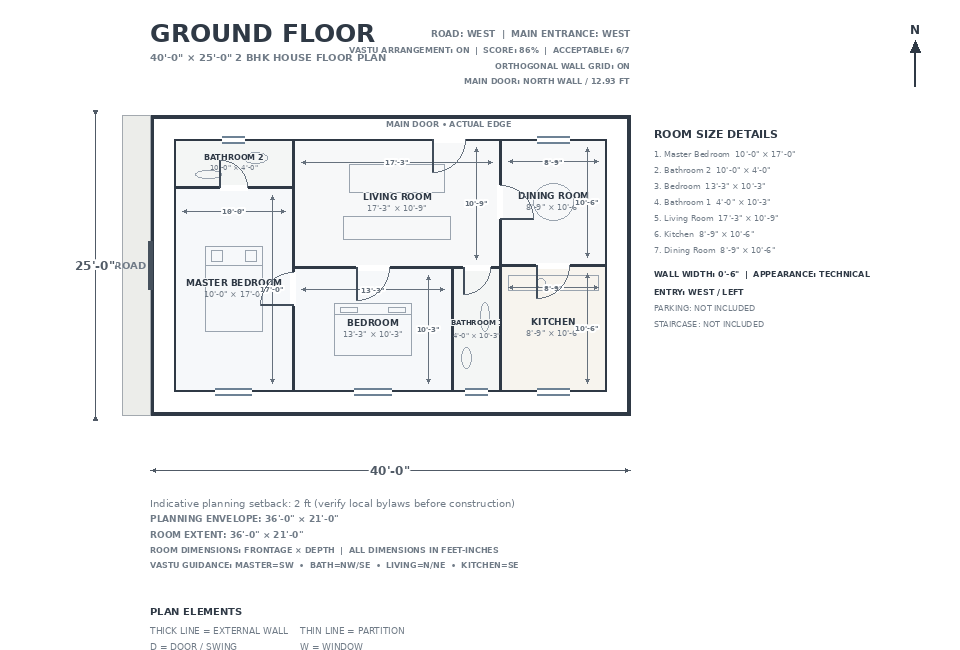 GROUND FLOOR
40'-0" × 25'-0" 2 BHK HOUSE FLOOR PLAN
ROAD: WEST | MAIN ENTRANCE: WEST
VASTU ARRANGEMENT: ON | SCORE: 86% | ACCEPTABLE: 6/7
ORTHOGONAL WALL GRID: ON
MAIN DOOR: NORTH WALL / 12.93 FT
N
MAIN DOOR • ACTUAL EDGE
BATHROOM 2
10'-0" × 4'-0"
17'-3"
LIVING ROOM
17'-3" × 10'-9"
10'-9"
8'-9"
DINING ROOM
8'-9" × 10'-6"
10'-6"
10'-0"
25'-0"
ROAD
MASTER BEDROOM
10'-0" × 17'-0"
17'-0"
13'-3"
BEDROOM
13'-3" × 10'-3"
10'-3"
BATHROOM
4'-0" × 10'-3"
8'-9"
KITCHEN
8'-9" × 10'-6"
10'-6"
40'-0"
ROOM SIZE DETAILS
1. Master Bedroom 10'-0" × 17'-0"
2. Bathroom 2 10'-0" × 4'-0"
3. Bedroom 13'-3" × 10'-3"
4. Bathroom 1 4'-0" × 10'-3"
5. Living Room 17'-3" × 10'-9"
6. Kitchen 8'-9" × 10'-6"
7. Dining Room 8'-9" × 10'-6"
WALL WIDTH: 0'-6" | APPEARANCE: TECHNICAL
ENTRY: WEST / LEFT
PARKING: NOT INCLUDED
STAIRCASE: NOT INCLUDED
Indicative planning setback: 2 ft (verify local bylaws before construction)
PLANNING ENVELOPE: 36'-0" × 21'-0"
ROOM EXTENT: 36'-0" × 21'-0"
ROOM DIMENSIONS: FRONTAGE × DEPTH | ALL DIMENSIONS IN FEET-INCHES
VASTU GUIDANCE: MASTER=SW • BATH=NW/SE • LIVING=N/NE • KITCHEN=SE
PLAN ELEMENTS
THICK LINE = EXTERNAL WALL THIN LINE = PARTITION
D = DOOR / SWING W = WINDOW